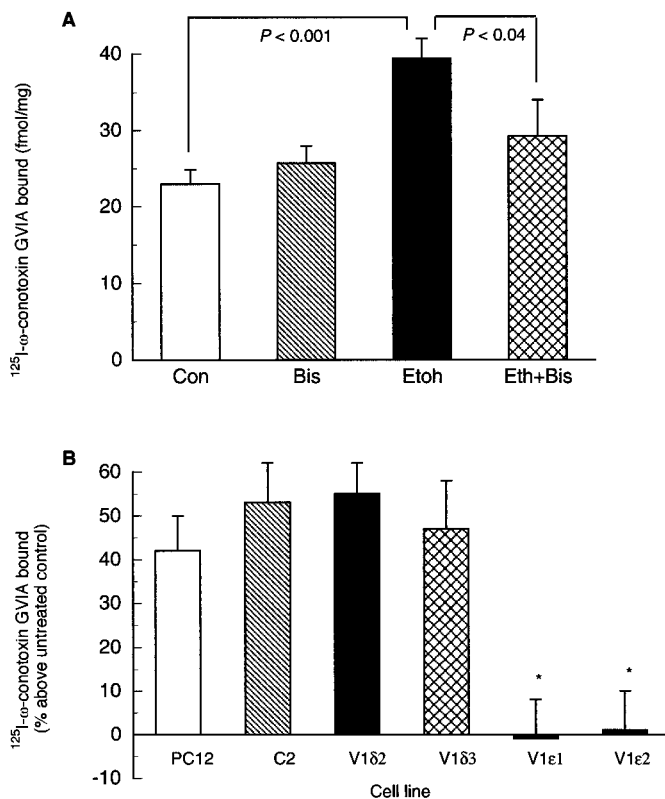 A
P < 0.001
P < 0.04
¹²⁵I-ω-conotoxin GVIA bound (fmol/mg)
40
30
20
10
0
Con Bis Etoh Eth+Bis
B
¹²⁵I-ω-conotoxin GVIA bound
(% above untreated control)
60
50
40
30
20
10
0
-10
* *
PC12 C2 V1δ2 V1δ3 V1ε1 V1ε2
Cell line